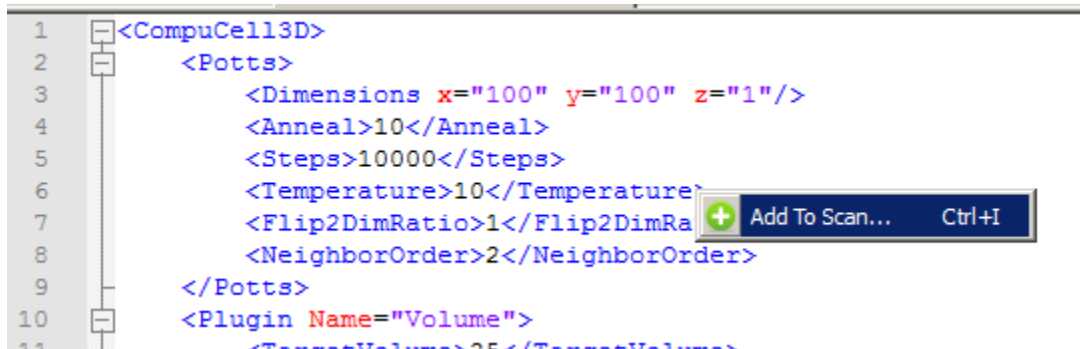 1 <CompuCell3D>
2 <Potts>
3 <Dimensions x="100" y="100" z="1"/>
4 <Anneal>10</Anneal>
5 <Steps>10000</Steps>
6 <Temperature>10</Temperature>
7 <Flip2DimRatio>1</Flip2DimRa Add To Scan... Ctrl+I
8 <NeighborOrder>2</NeighborOrder>
9 </Potts>
10 <Plugin Name="Volume">